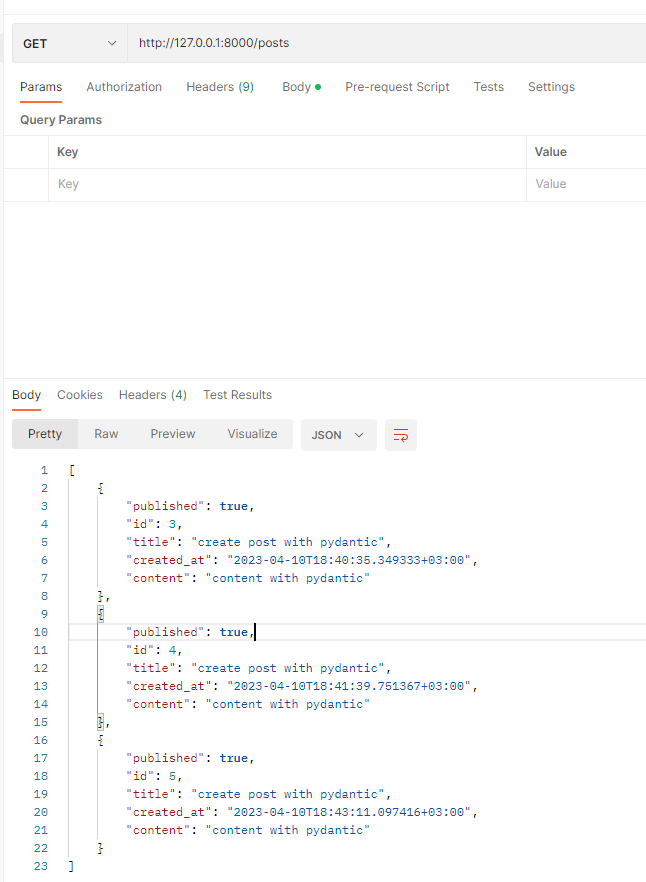 GET http://127.0.0.1:8000/posts
Params Authorization Headers (9) Body Pre-request Script Tests Settings
Query Params
Key Value
Key Value
Body Cookies Headers (4) Test Results
Pretty Raw Preview Visualize JSON
1 [
2 {
3 "published": true,
4 "id": 3,
5 "title": "create post with pydantic",
6 "created_at": "2023-04-10T18:40:35.349333+03:00",
7 "content": "content with pydantic"
8 },
9 {
10 "published": true,
11 "id": 4,
12 "title": "create post with pydantic",
13 "created_at": "2023-04-10T18:41:39.751367+03:00",
14 "content": "content with pydantic"
15 },
16 {
17 "published": true,
18 "id": 5,
19 "title": "create post with pydantic",
20 "created_at": "2023-04-10T18:43:11.097416+03:00",
21 "content": "content with pydantic"
22 }
23 ]